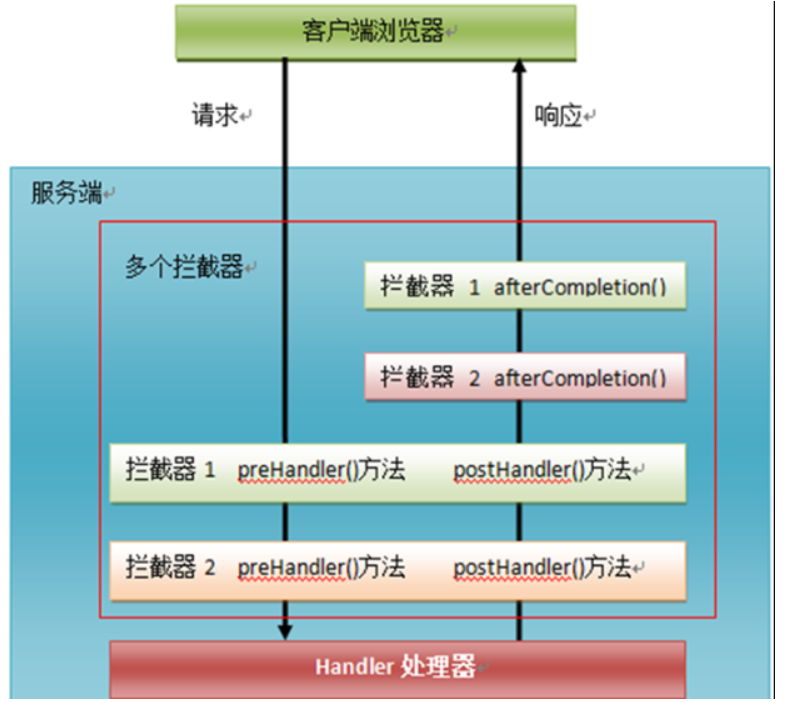 客户端浏览器
请求
响应
服务端
多个拦截器
拦截器 1 afterCompletion()
拦截器 2 afterCompletion()
拦截器 1 preHandler()方法 postHandler()方法
拦截器 2 preHandler()方法 postHandler()方法
Handler 处理器